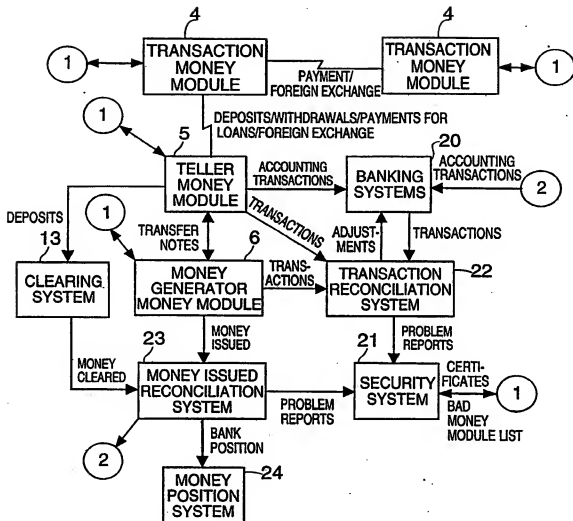 4
4
TRANSACTION
MONEY
MODULE
TRANSACTION
MONEY
MODULE
1
1
PAYMENT/
FOREIGN EXCHANGE
DEPOSITS/WITHDRAWALS/PAYMENTS FOR
LOANS/FOREIGN EXCHANGE
1
5
20
TELLER
MONEY
MODULE
ACCOUNTING
TRANSACTIONS
BANKING
SYSTEMS
ACCOUNTING
TRANSACTIONS
2
DEPOSITS
1
TRANSFER
NOTES
TRANSACTIONS
ADJUST-
MENTS
TRANSACTIONS
13
6
22
CLEARING
SYSTEM
MONEY
GENERATOR
MONEY MODULE
TRANS-
ACTIONS
TRANSACTION
RECONCILIATION
SYSTEM
MONEY
CLEARED
23
MONEY
ISSUED
21
PROBLEM
REPORTS
MONEY ISSUED
RECONCILIATION
SYSTEM
PROBLEM
REPORTS
SECURITY
SYSTEM
CERTI-
FICATES
1
BAD
MONEY
MODULE LIST
2
BANK
POSITION
MONEY
POSITION
SYSTEM
24